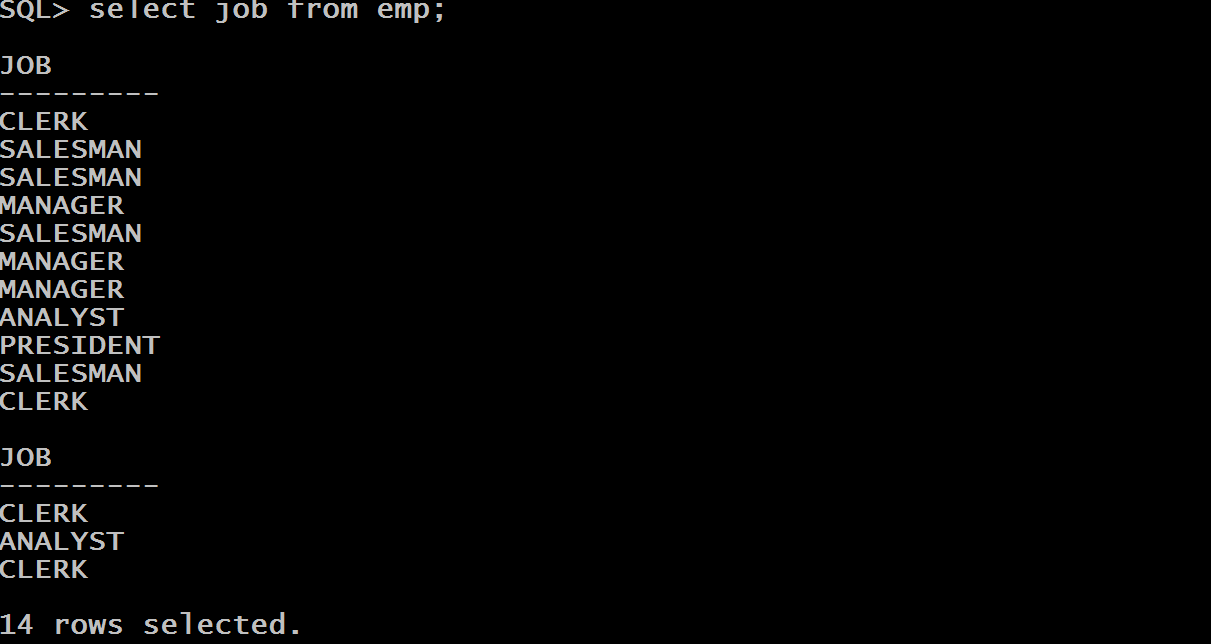 SQL> select job from emp;
JOB
---------
CLERK
SALESMAN
SALESMAN
MANAGER
SALESMAN
MANAGER
MANAGER
ANALYST
PRESIDENT
SALESMAN
CLERK
JOB
---------
CLERK
ANALYST
CLERK
14 rows selected.